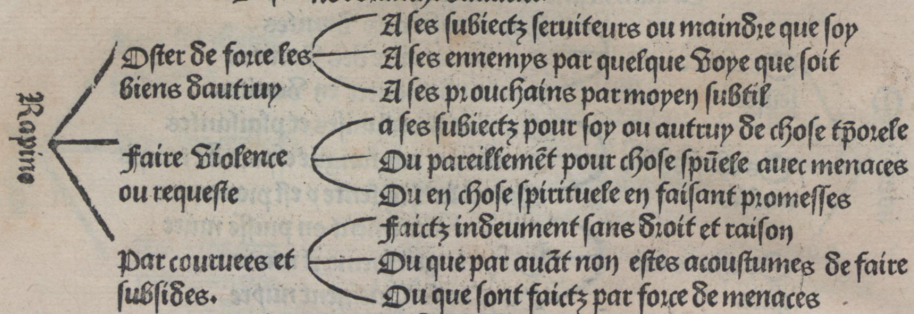 Rapine
Oster de force les
biens dautruy
A ses subiectz seruiteurs ou maindre que soy
A ses ennemys par quelque voye que soit
A ses prouchains par moyen subtil
Faire violence
ou requeste
a ses subiectz pour soy ou autruy de chose tp̄orele
Ou pareillemēt pour chose spūele auec menaces
Ou en chose spirituele en faisant promesses
Par couruees et
subsides.
Faictz indeument sans droit et raison
Ou que par auāt non estes acoustumes de faire
Ou que sont faictz par force de menaces